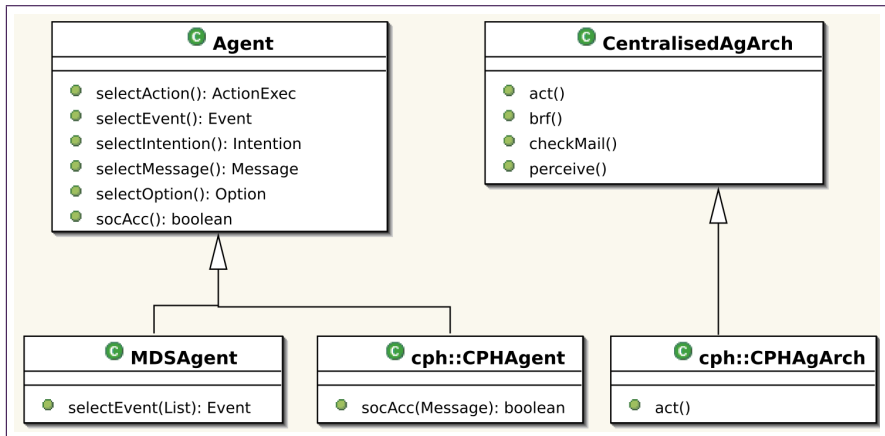 C Agent
selectAction(): ActionExec
selectEvent(): Event
selectIntention(): Intention
selectMessage(): Message
selectOption(): Option
socAcc(): boolean
C CentralisedAgArch
act()
brf()
checkMail()
perceive()
C MDSAgent
selectEvent(List): Event
C cph::CPHAgent
socAcc(Message): boolean
C cph::CPHAgArch
act()